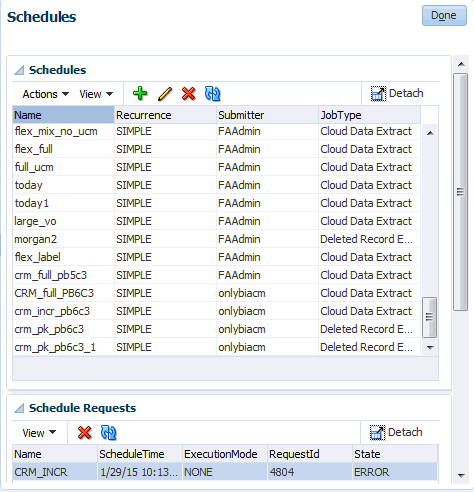 Schedules
Done
Schedules
Actions View Detach
Name Recurrence Submitter JobType
flex_mix_no_ucm SIMPLE FAAdmin Cloud Data Extract
flex_full SIMPLE FAAdmin Cloud Data Extract
full_ucm SIMPLE FAAdmin Cloud Data Extract
today SIMPLE FAAdmin Cloud Data Extract
today1 SIMPLE FAAdmin Cloud Data Extract
large_vo SIMPLE FAAdmin Cloud Data Extract
morgan2 SIMPLE FAAdmin Deleted Record E...
flex_label SIMPLE FAAdmin Cloud Data Extract
crm_full_pb5c3 SIMPLE FAAdmin Cloud Data Extract
CRM_full_PB6C3 SIMPLE onlybiacm Cloud Data Extract
crm_incr_pb6c3 SIMPLE onlybiacm Cloud Data Extract
crm_pk_pb6c3 SIMPLE onlybiacm Deleted Record E...
crm_pk_pb6c3_1 SIMPLE onlybiacm Deleted Record E...
Schedule Requests
View Detach
Name ScheduleTime ExecutionMode RequestId State
CRM_INCR 1/29/15 10:13... NONE 4804 ERROR